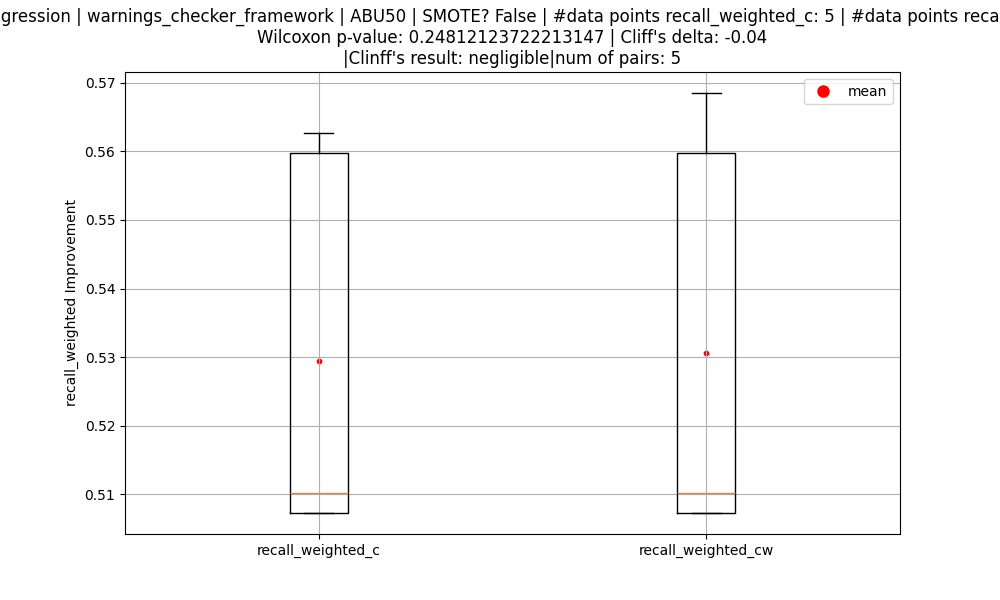 gression | warnings_checker_framework | ABU50 | SMOTE? False | #data points recall_weighted_c: 5 | #data points reca
Wilcoxon p-value: 0.24812123722213147 | Cliff's delta: -0.04
|Clinff's result: negligible|num of pairs: 5
mean
0.57
0.56
0.55
0.54
0.53
0.52
0.51
recall_weighted Improvement
recall_weighted_c
recall_weighted_cw